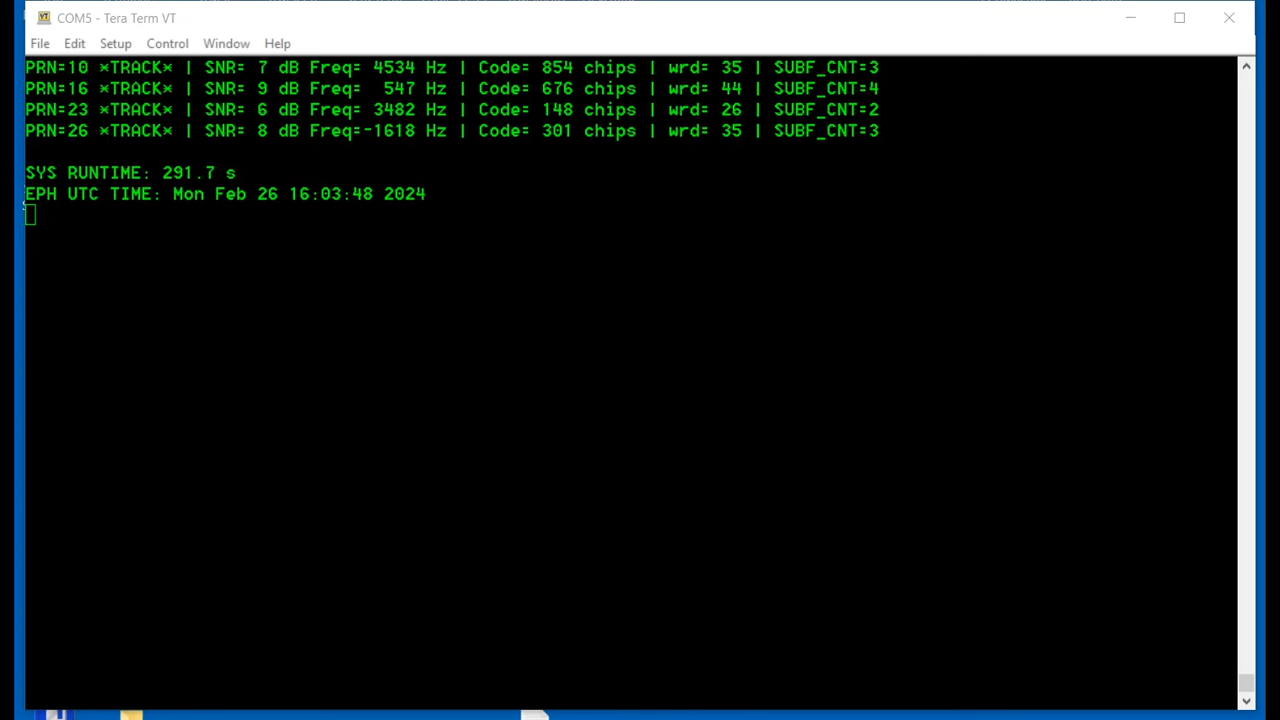 COM5 - Tera Term VT
File Edit Setup Control Window Help
PRN=10 *TRACK* | SNR= 7 dB Freq= 4534 Hz | Code= 854 chips | wrd= 35 | SUBF_CNT=3
PRN=16 *TRACK* | SNR= 9 dB Freq=  547 Hz | Code= 676 chips | wrd= 44 | SUBF_CNT=4
PRN=23 *TRACK* | SNR= 6 dB Freq= 3482 Hz | Code= 148 chips | wrd= 26 | SUBF_CNT=2
PRN=26 *TRACK* | SNR= 8 dB Freq=-1618 Hz | Code= 301 chips | wrd= 35 | SUBF_CNT=3
SYS RUNTIME: 291.7 s
EPH UTC TIME: Mon Feb 26 16:03:48 2024